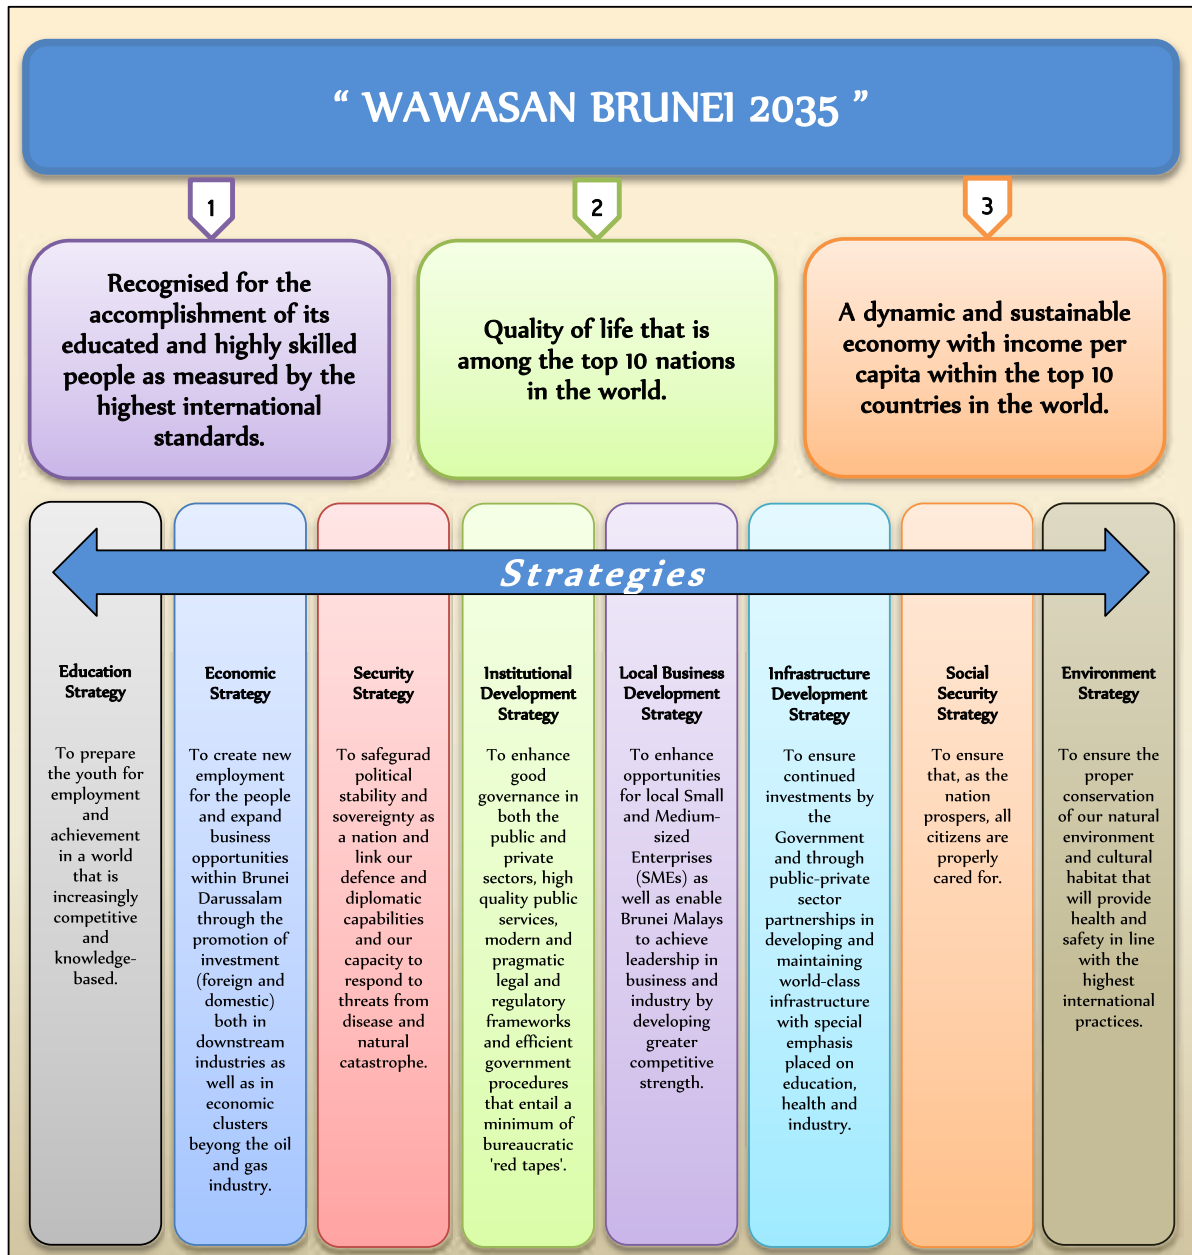 “ WAWASAN BRUNEI 2035 ”
1
Recognised for the
accomplishment of its
educated and highly skilled
people as measured by the
highest international
standards.
2
Quality of life that is
among the top 10 nations
in the world.
3
A dynamic and sustainable
economy with income per
capita within the top 10
countries in the world.
Strategies
Education
Strategy
To prepare
the youth for
employment
and
achievement
in a world
that is
increasingly
competitive
and
knowledge-
based.
Economic
Strategy
To create new
employment
for the people
and expand
business
opportunities
within Brunei
Darussalam
through the
promotion of
investment
(foreign and
domestic)
both in
downstream
industries as
well as in
economic
clusters
beyong the oil
and gas
industry.
Security
Strategy
To safegurad
political
stability and
sovereignty as
a nation and
link our
defence and
diplomatic
capabilities
and our
capacity to
respond to
threats from
disease and
natural
catastrophe.
Institutional
Development
Strategy
To enhance
good
governance in
both the
public and
private
sectors, high
quality public
services,
modern and
pragmatic
legal and
regulatory
frameworks
and efficient
government
procedures
that entail a
minimum of
bureaucratic
'red tapes'.
Local Business
Development
Strategy
To enhance
opportunities
for local Small
and Medium-
sized
Enterprises
(SMEs) as
well as enable
Brunei Malays
to achieve
leadership in
business and
industry by
developing
greater
competitive
strength.
Infrastructure
Development
Strategy
To ensure
continued
investments by
the
Government
and through
public-private
sector
partnerships in
developing and
maintaining
world-class
infrastructure
with special
emphasis
placed on
education,
health and
industry.
Social
Security
Strategy
To ensure
that, as the
nation
prospers, all
citizens are
properly
cared for.
Environment
Strategy
To ensure the
proper
conservation
of our natural
environment
and cultural
habitat that
will provide
health and
safety in line
with the
highest
international
practices.